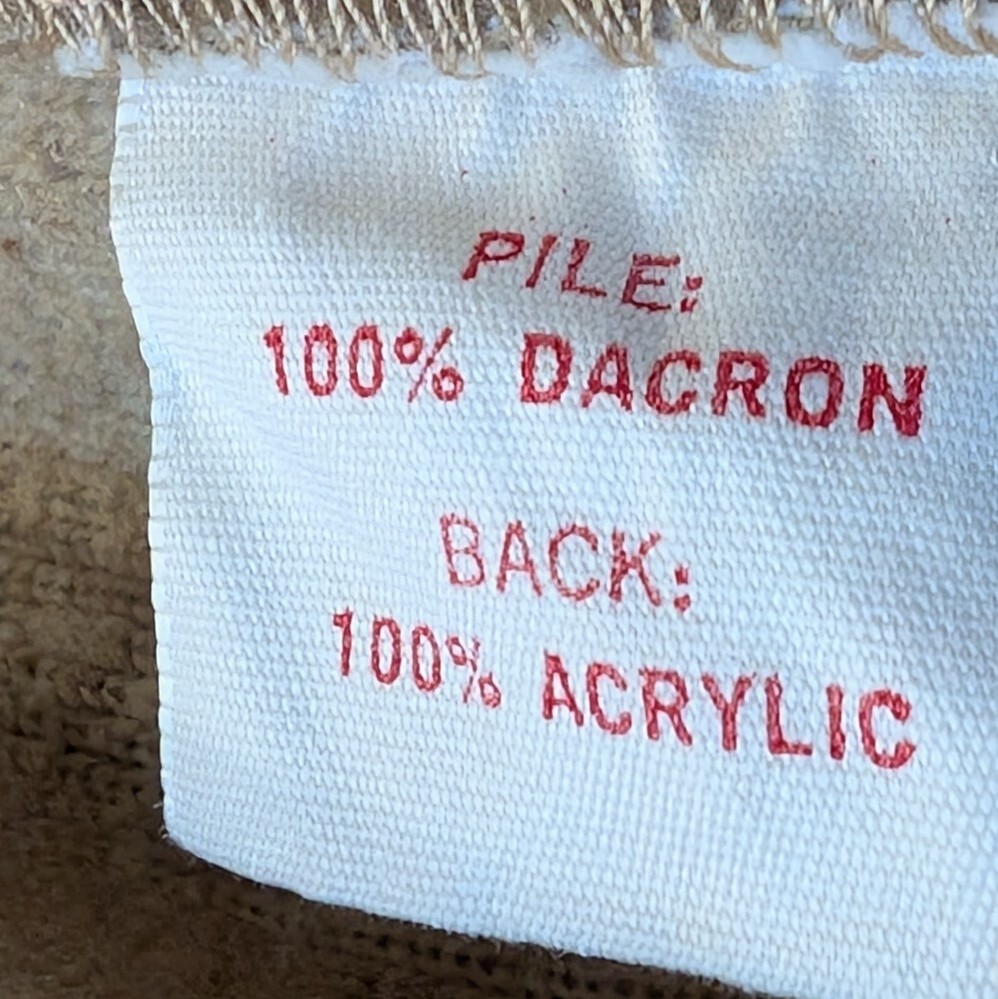 PILE:
100% DACRON
BACK:
100% ACRYLIC